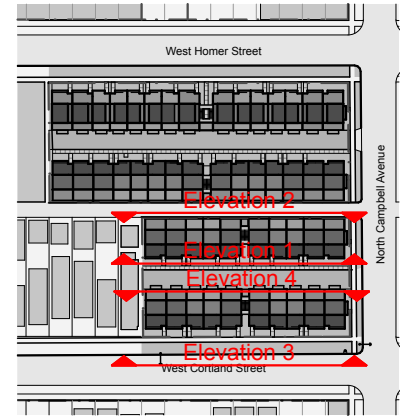 West Homer Street
North Campbell Avenue
Elevation 2
Elevation 1
Elevation 4
Elevation 3
West Cortland Street